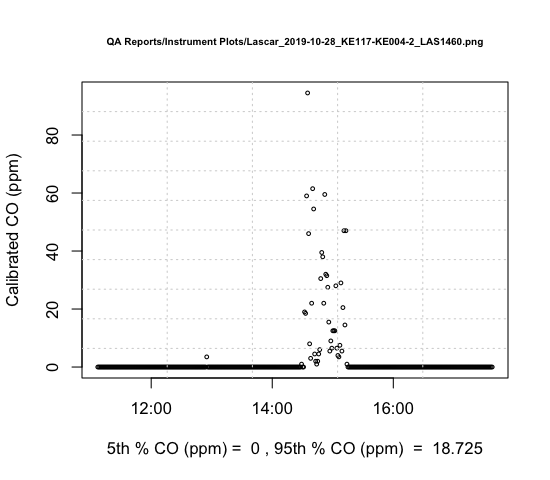 QA Reports/Instrument Plots/Lascar_2019-10-28_KE117-KE004-2_LAS1460.png
Calibrated CO (ppm)
80
60
40
20
0
12:00 14:00 16:00
5th % CO (ppm) = 0 , 95th % CO (ppm) = 18.725